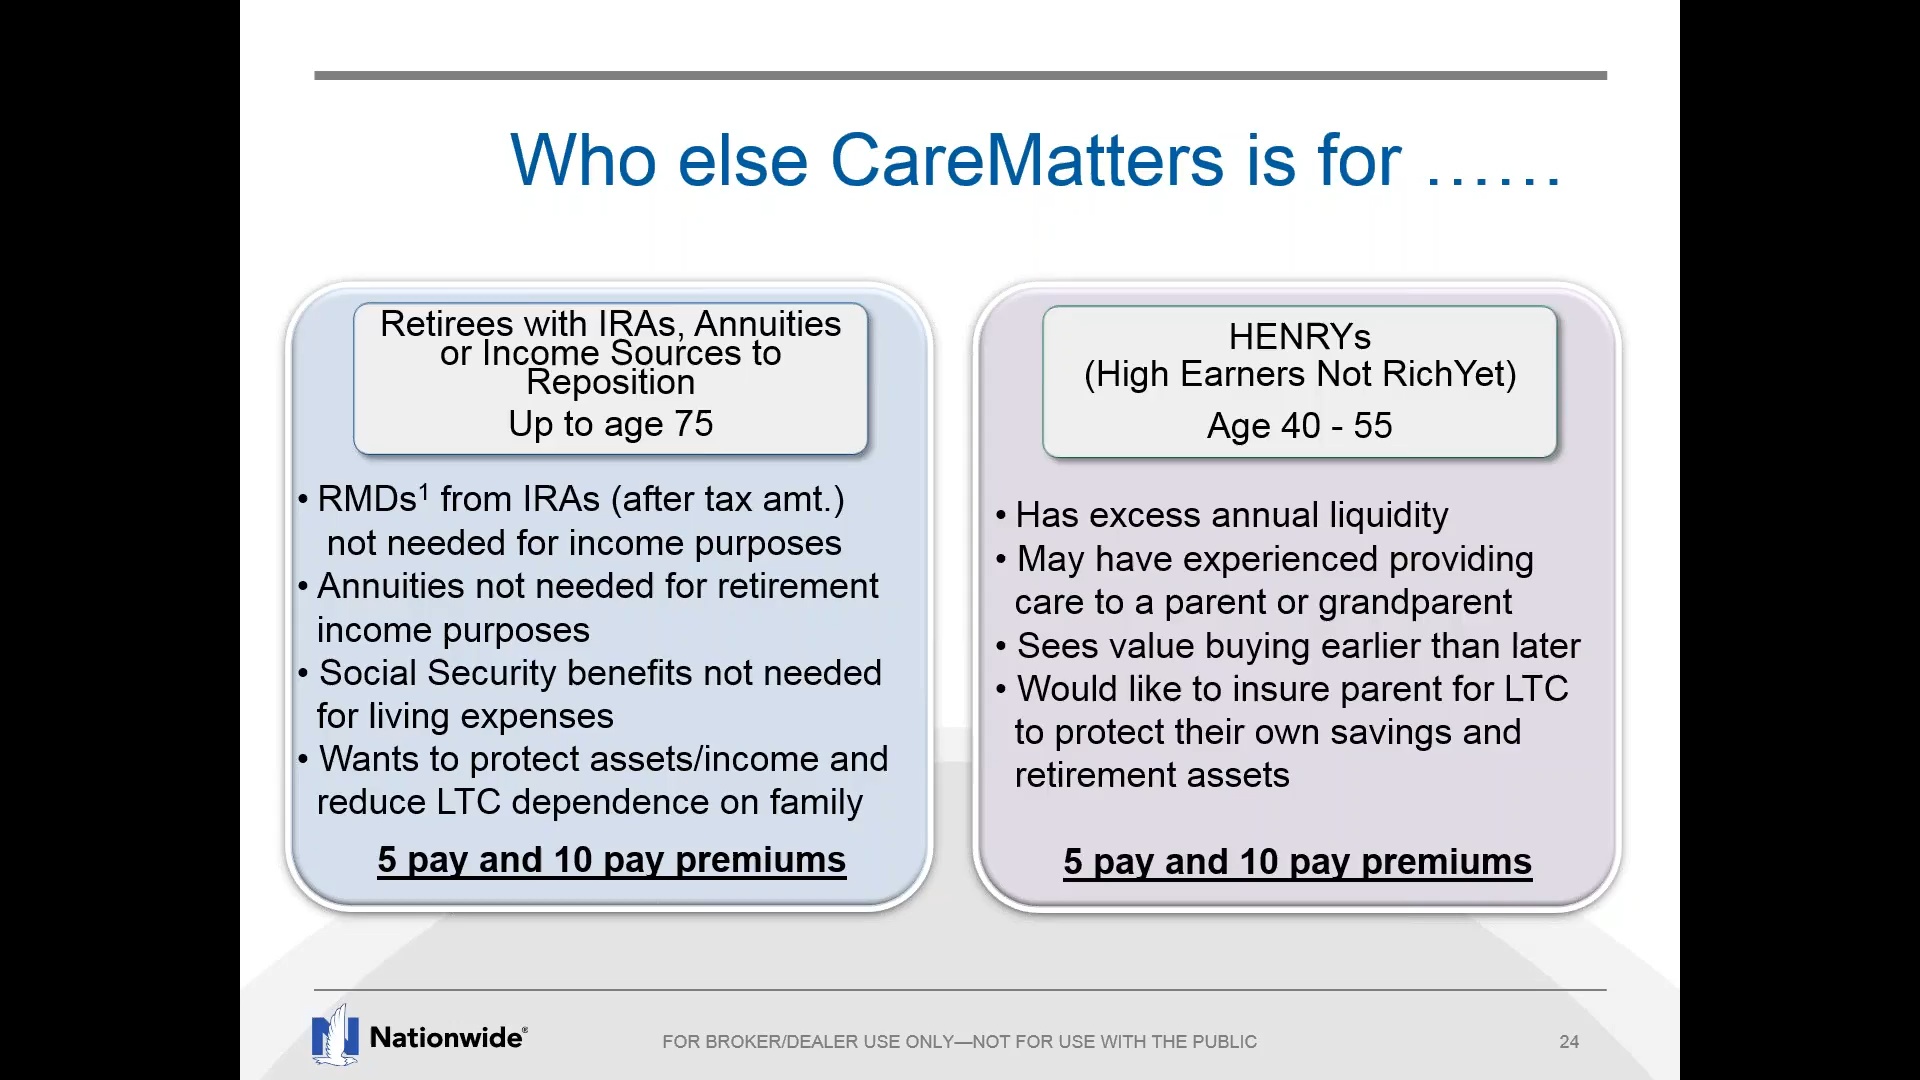 Who else CareMatters is for ......
Retirees with IRAs, Annuities
or Income Sources to
Reposition
Up to age 75
• RMDs¹ from IRAs (after tax amt.)
not needed for income purposes
• Annuities not needed for retirement
income purposes
• Social Security benefits not needed
for living expenses
• Wants to protect assets/income and
reduce LTC dependence on family
5 pay and 10 pay premiums
HENRYs
(High Earners Not RichYet)
Age 40 - 55
• Has excess annual liquidity
• May have experienced providing
care to a parent or grandparent
• Sees value buying earlier than later
• Would like to insure parent for LTC
to protect their own savings and
retirement assets
5 pay and 10 pay premiums
N Nationwide®
FOR BROKER/DEALER USE ONLY—NOT FOR USE WITH THE PUBLIC
24